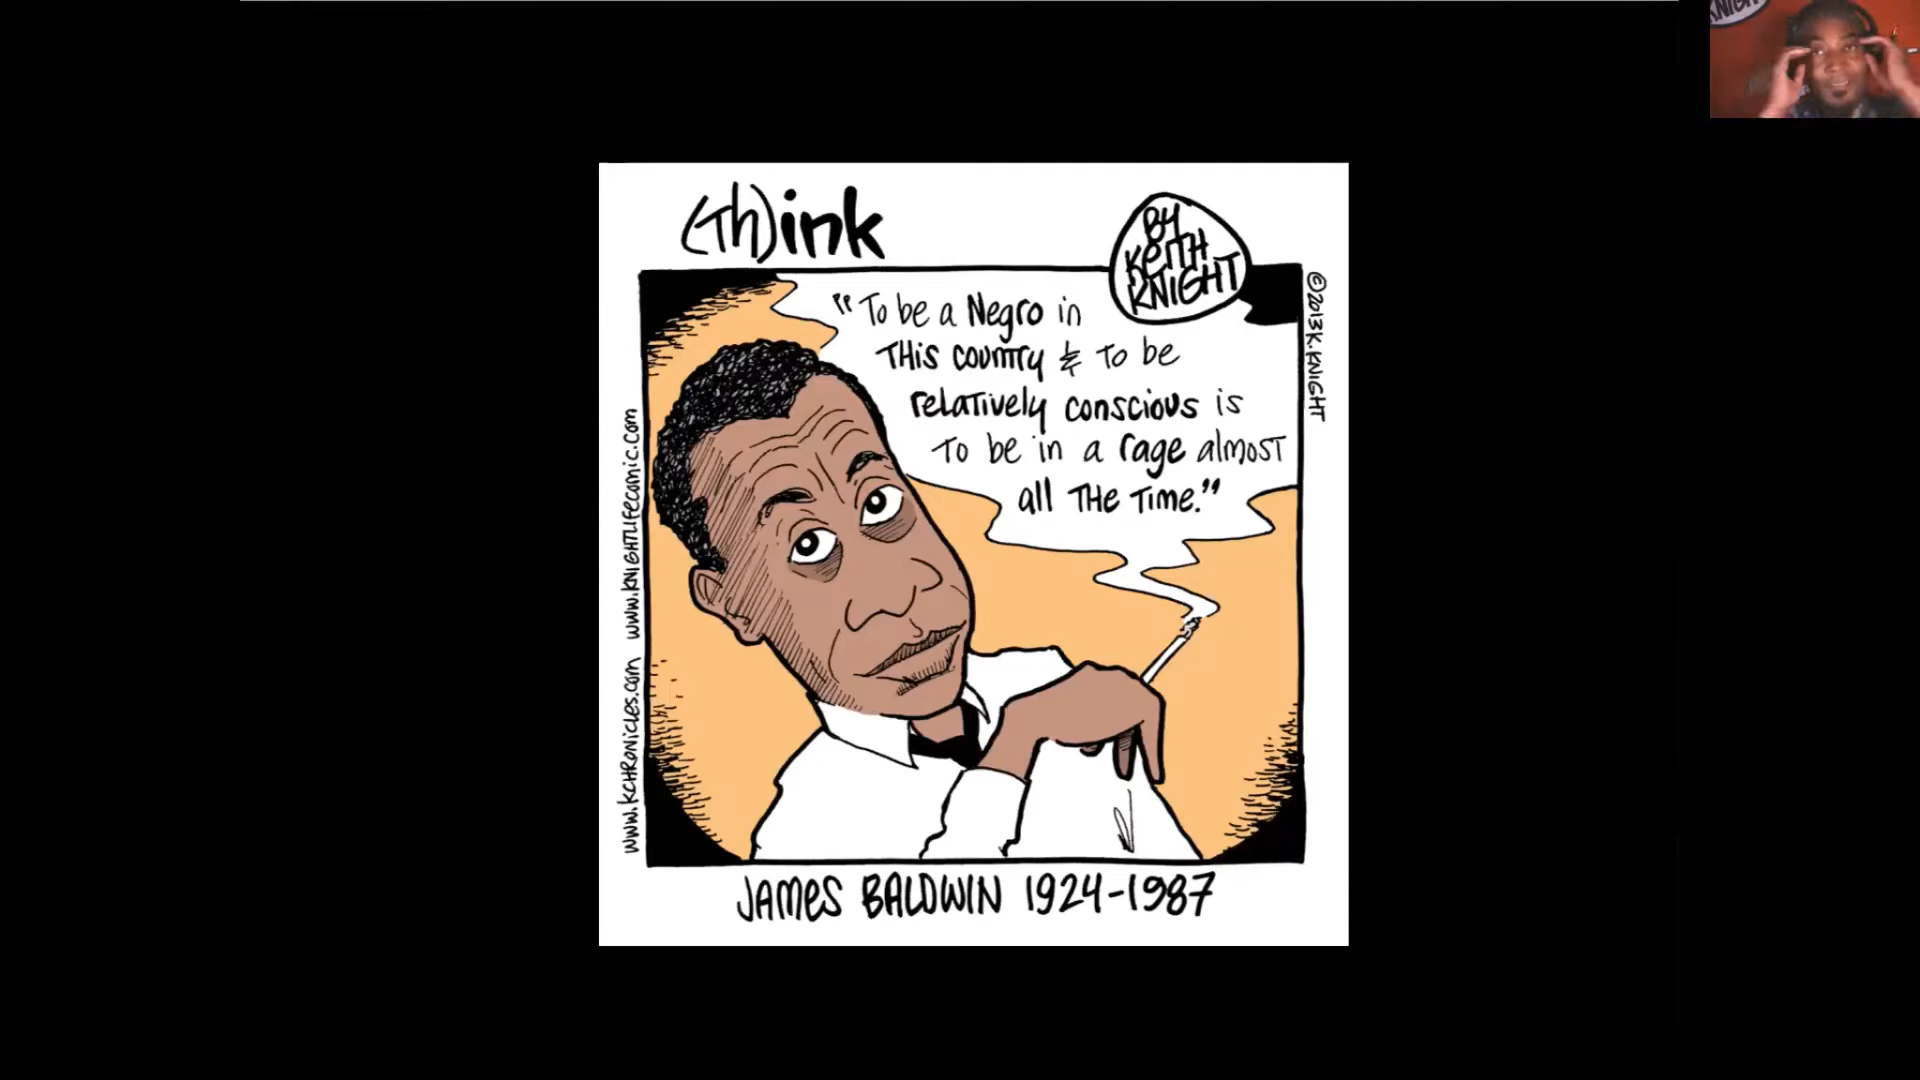 KNIGHT
(Th)ink
BY
KeITH
KNIGHT
"To be a Negro in
THis country & to be
relatively conscious is
to be in a rage almost
all THe Time."
©2013 K. KNIGHT
www.KCHRONicles.com www.KNIGHTLIFEcomic.com
JAMeS BALDWIN 1924-1987